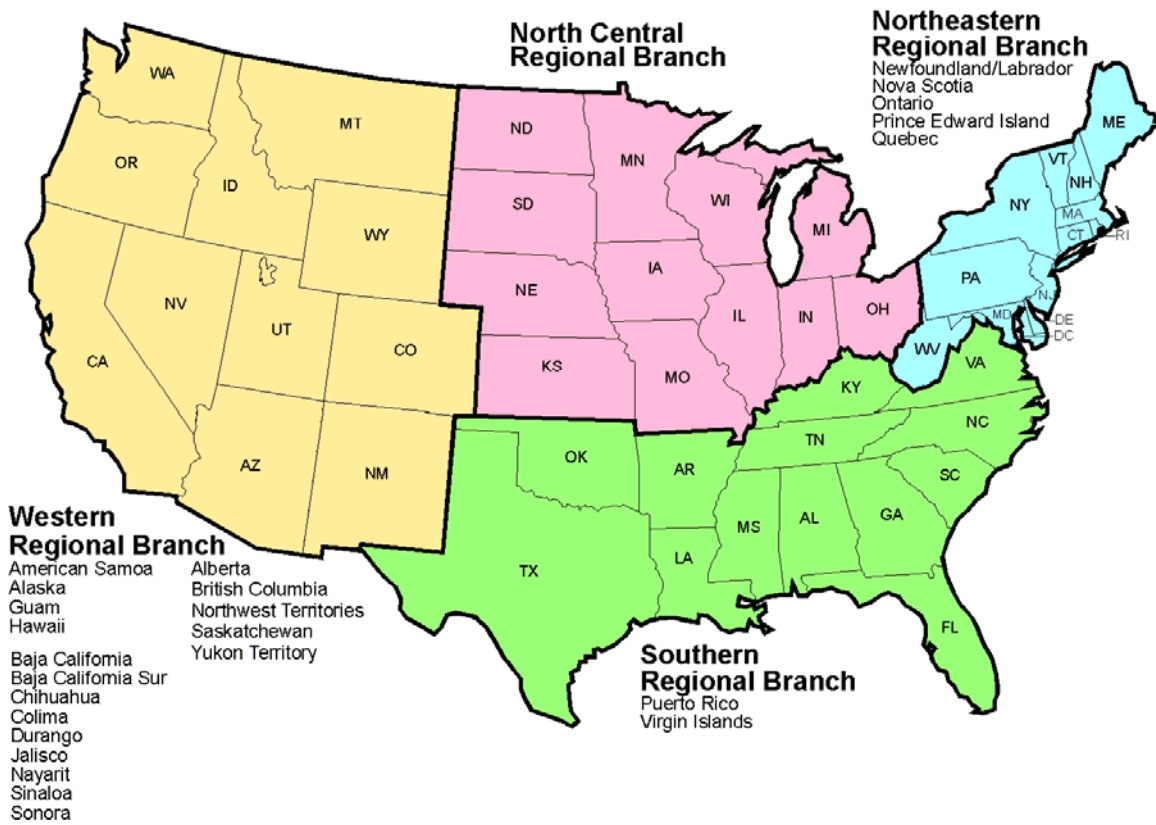 North Central
Regional Branch
Northeastern
Regional Branch
Newfoundland/Labrador
Nova Scotia
Ontario
Prince Edward Island
Quebec
WA
MT
ND
MN
ME
OR
ID
SD
WI
MI
NY
VT
NH
MA
CT
RI
WY
IA
NE
PA
NJ
NV
UT
CO
IL
IN
OH
MD
DE
DC
WV
CA
KS
MO
KY
VA
AZ
NM
OK
AR
TN
NC
SC
TX
LA
MS
AL
GA
FL
Western
Regional Branch
American Samoa
Alaska
Guam
Hawaii
Baja California
Baja California Sur
Chihuahua
Colima
Durango
Jalisco
Nayarit
Sinaloa
Sonora
Alberta
British Columbia
Northwest Territories
Saskatchewan
Yukon Territory
Southern
Regional Branch
Puerto Rico
Virgin Islands